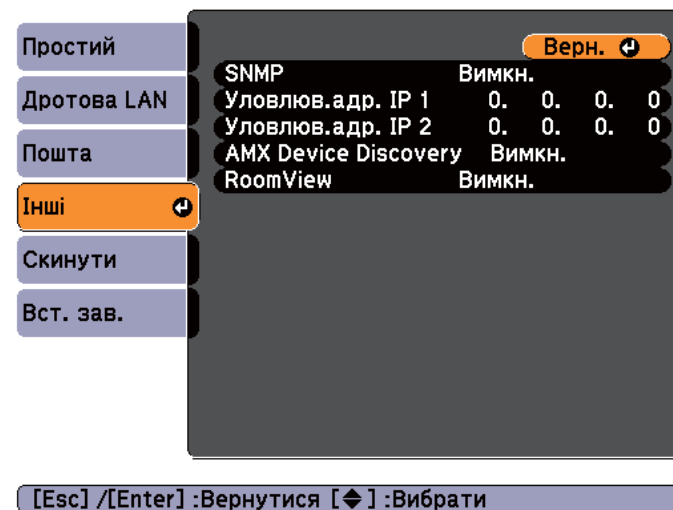 Простий
Дротова LAN
Пошта
Інші
Скинути
Вст. зав.
Верн.
SNMP Вимкн.
Уловлюв.адр. IP 1 0. 0. 0. 0
Уловлюв.адр. IP 2 0. 0. 0. 0
AMX Device Discovery Вимкн.
RoomView Вимкн.
[Esc] /[Enter] :Вернутися [◆] :Вибрати